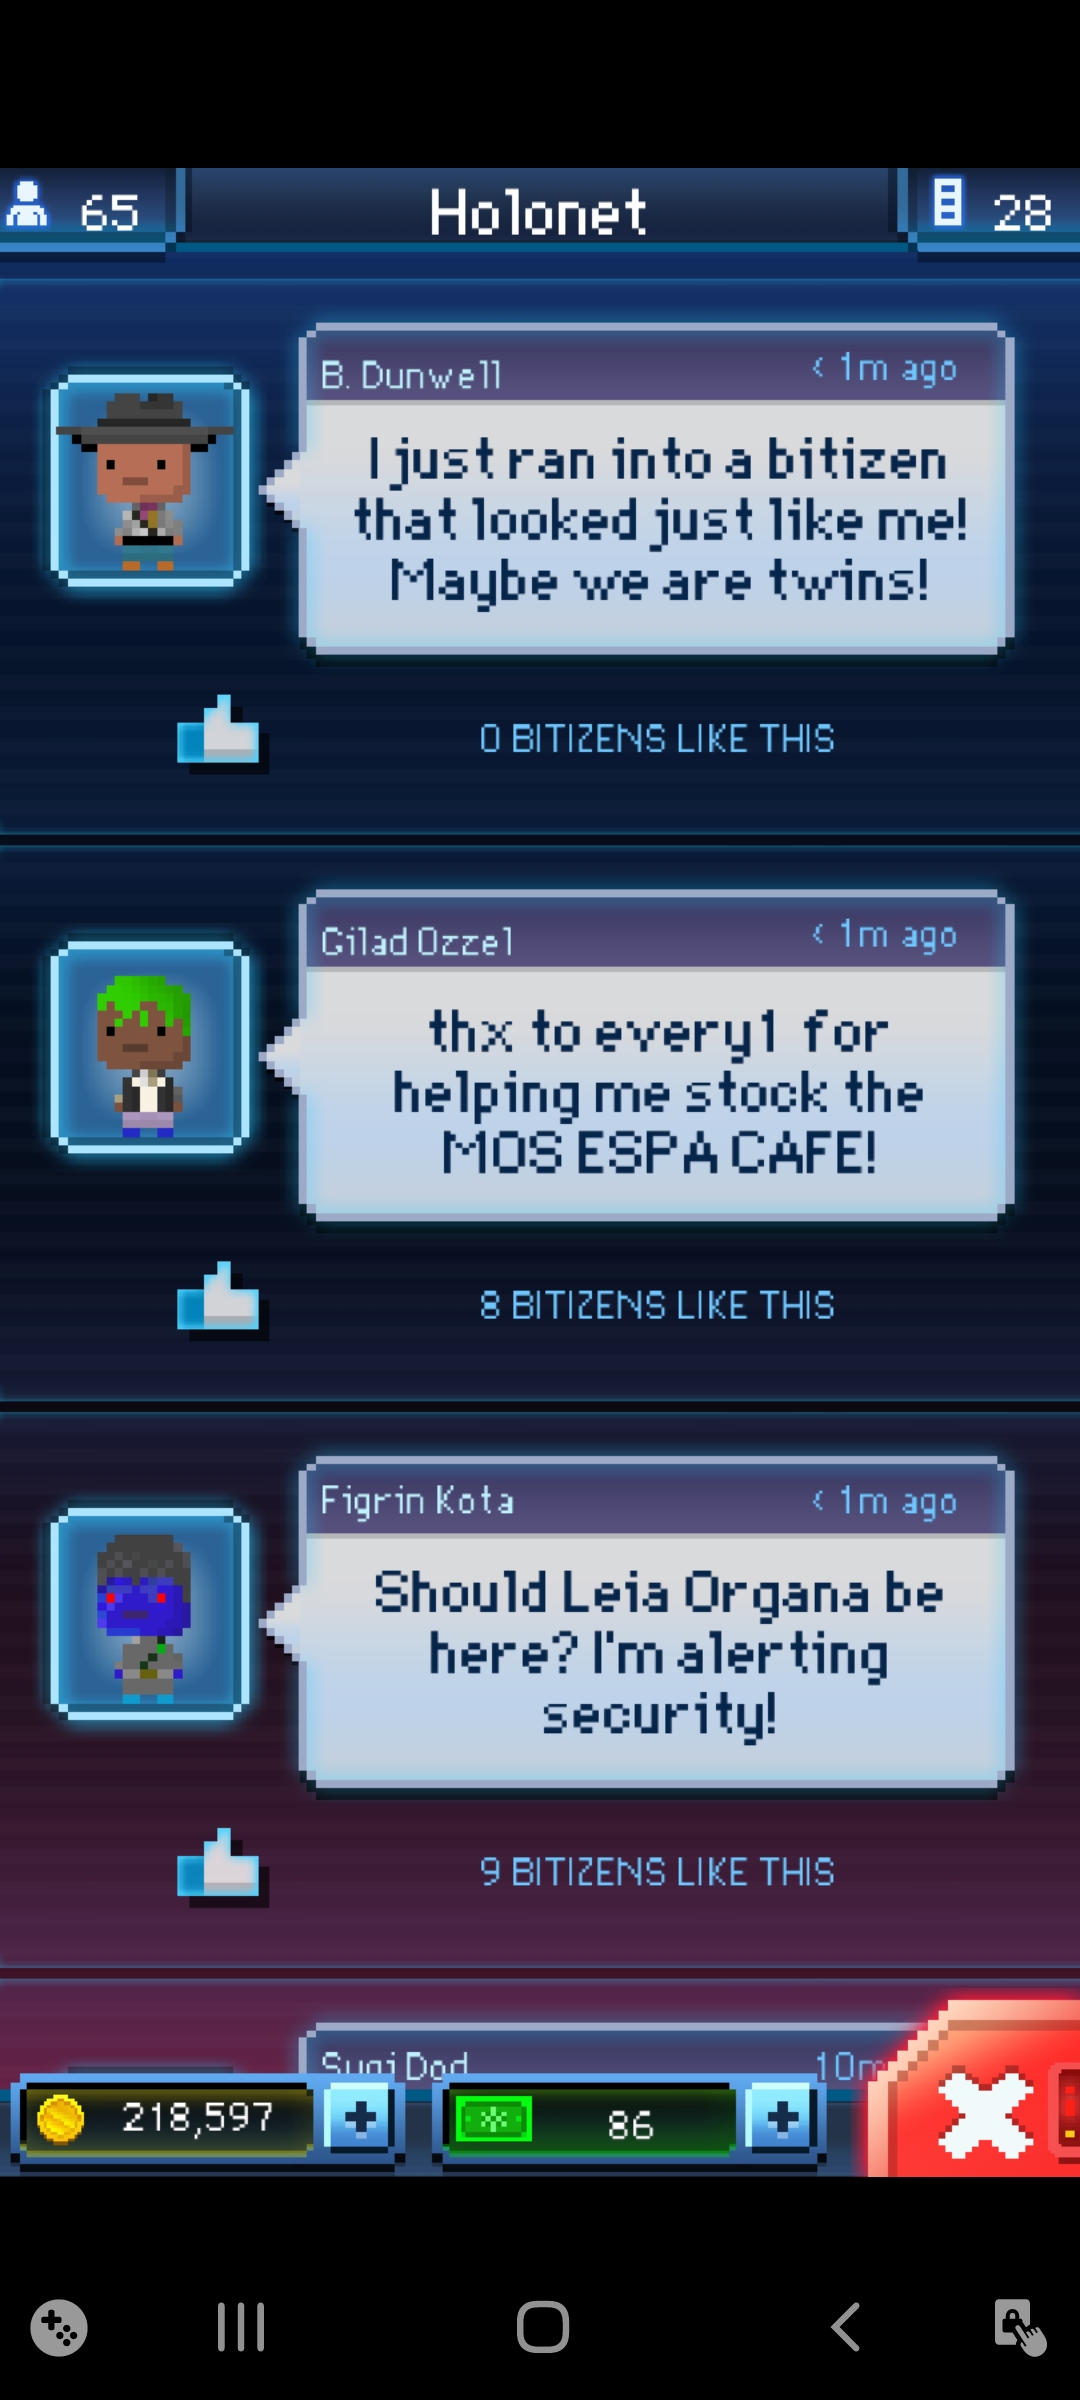 65
Holonet
28
B. Dunwell
< 1m ago
I just ran into a bitizen
that looked just like me!
Maybe we are twins!
0 BITIZENS LIKE THIS
Gilad Ozzel
< 1m ago
thx to every1 for
helping me stock the
MOS ESPA CAFE!
8 BITIZENS LIKE THIS
Figrin Kota
< 1m ago
Should Leia Organa be
here? I'm alerting
security!
9 BITIZENS LIKE THIS
Sugi Dod
10m
218,597
86